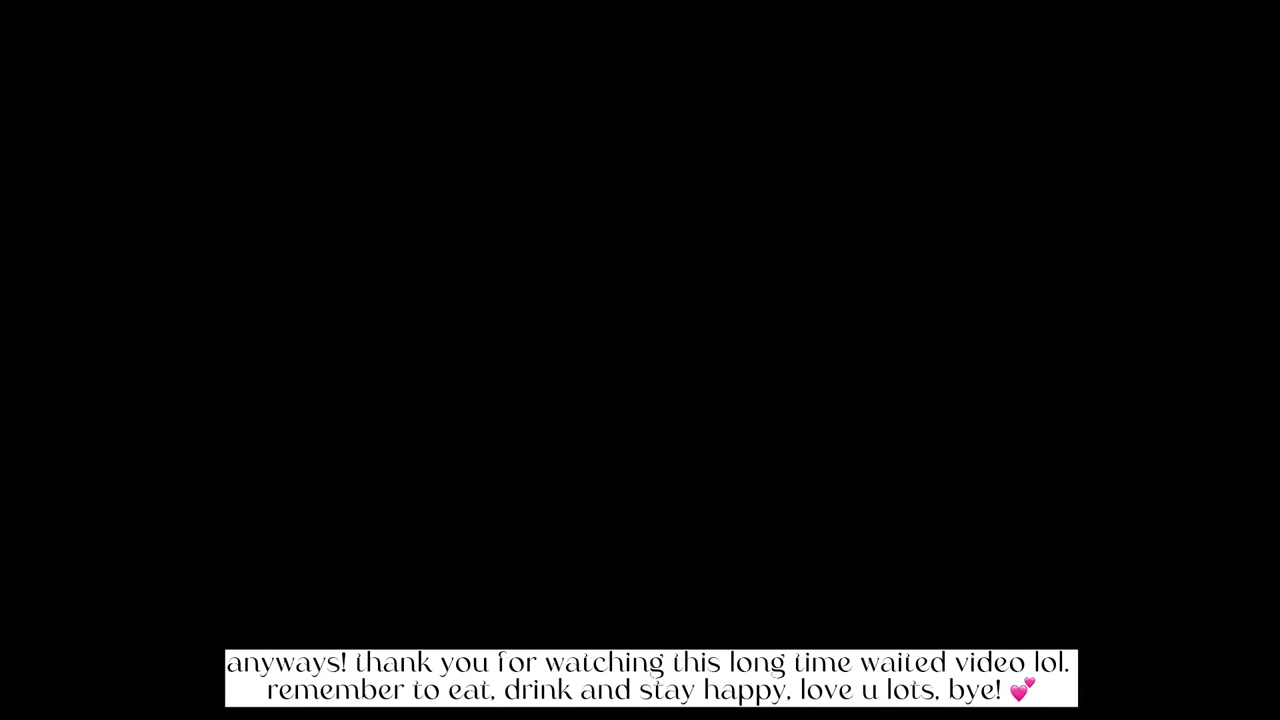 anyways! thank you for watching this long time waited video lol.
remember to eat, drink and stay happy, love u lots, bye! 💕